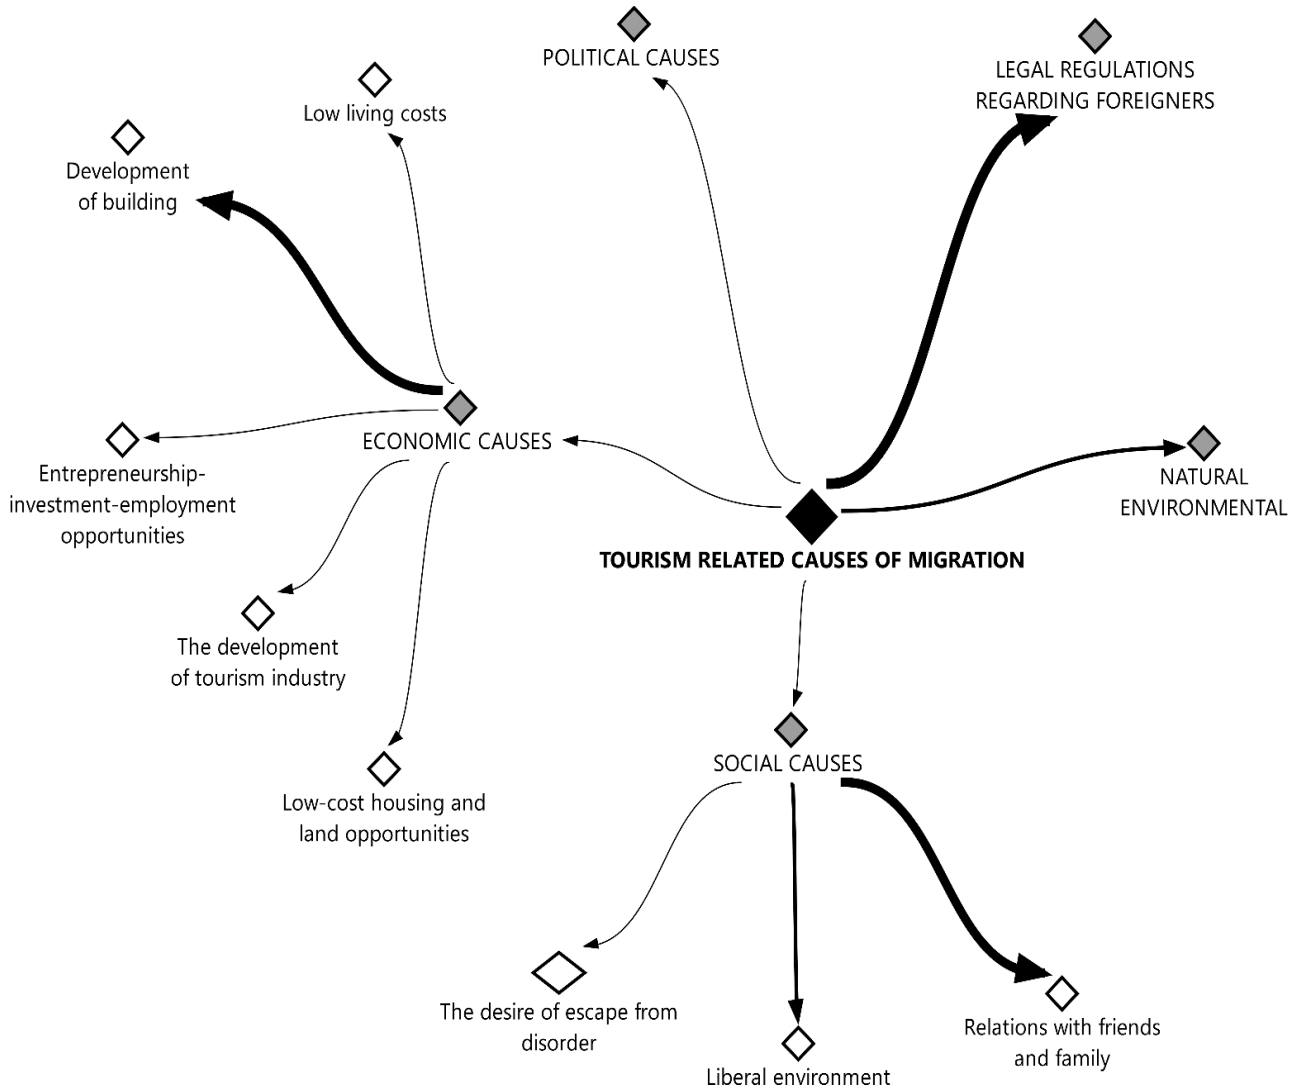 POLITICAL CAUSES
LEGAL REGULATIONS
REGARDING FOREIGNERS
Low living costs
Development
of building
ECONOMIC CAUSES
Entrepreneurship-
investment-employment
opportunities
NATURAL
ENVIRONMENTAL
TOURISM RELATED CAUSES OF MIGRATION
The development
of tourism industry
Low-cost housing and
land opportunities
SOCIAL CAUSES
The desire of escape from
disorder
Liberal environment
Relations with friends
and family